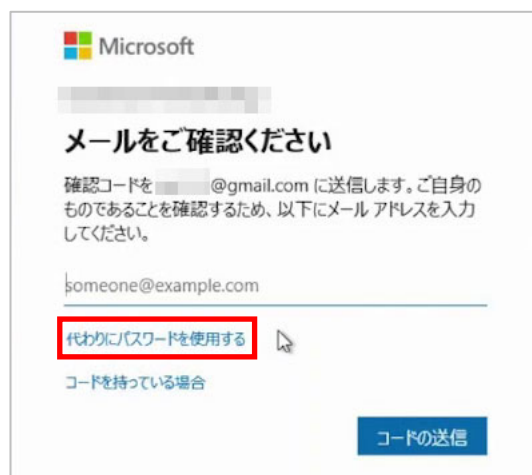 Microsoft
メールをご確認ください
確認コードを @gmail.com に送信します。ご自身の
ものであることを確認するため、以下にメール アドレスを入力
してください。
someone@example.com
代わりにパスワードを使用する
コードを持っている場合
コードの送信